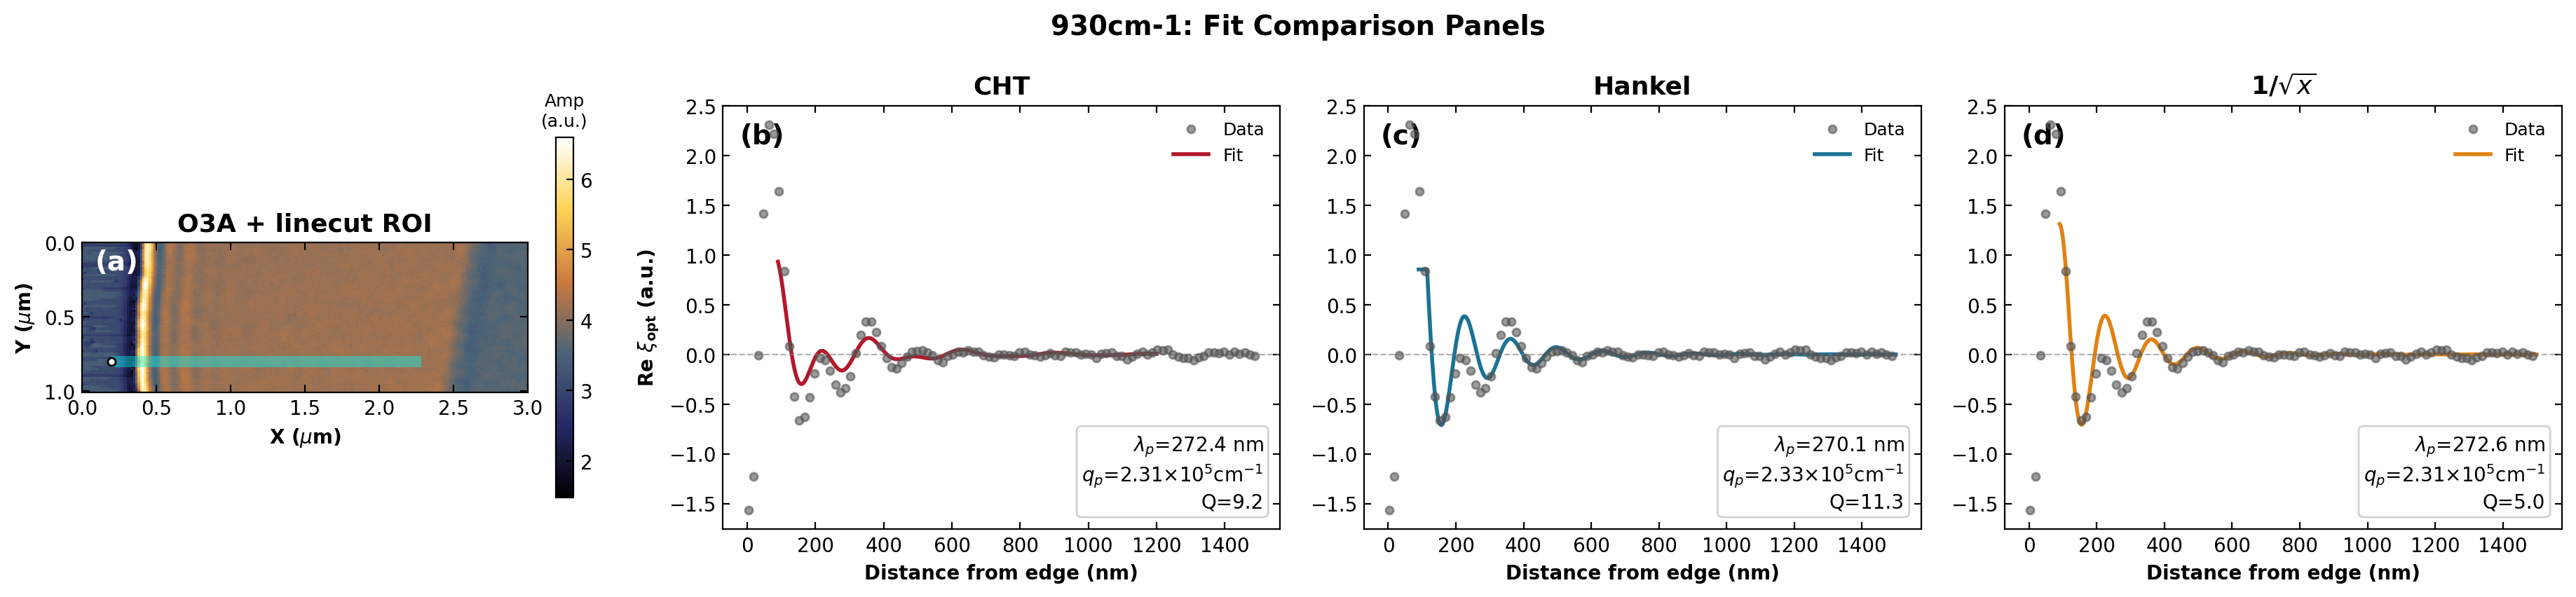 930cm-1: Fit Comparison Panels
O3A + linecut ROI
(a)
Amp
(a.u.)
6
5
4
3
2
0.0
0.5
1.0
Y (μm)
0.0 0.5 1.0 1.5 2.0 2.5 3.0
X (μm)
CHT
(b)
Data
Fit
2.5
2.0
1.5
1.0
0.5
0.0
−0.5
−1.0
−1.5
Re ξopt (a.u.)
λp=272.4 nm
qp=2.31×10⁵cm⁻¹
Q=9.2
0 200 400 600 800 1000 1200 1400
Distance from edge (nm)
Hankel
(c)
Data
Fit
2.5
2.0
1.5
1.0
0.5
0.0
−0.5
−1.0
−1.5
λp=270.1 nm
qp=2.33×10⁵cm⁻¹
Q=11.3
0 200 400 600 800 1000 1200 1400
Distance from edge (nm)
1/√x
(d)
Data
Fit
2.5
2.0
1.5
1.0
0.5
0.0
−0.5
−1.0
−1.5
λp=272.6 nm
qp=2.31×10⁵cm⁻¹
Q=5.0
0 200 400 600 800 1000 1200 1400
Distance from edge (nm)